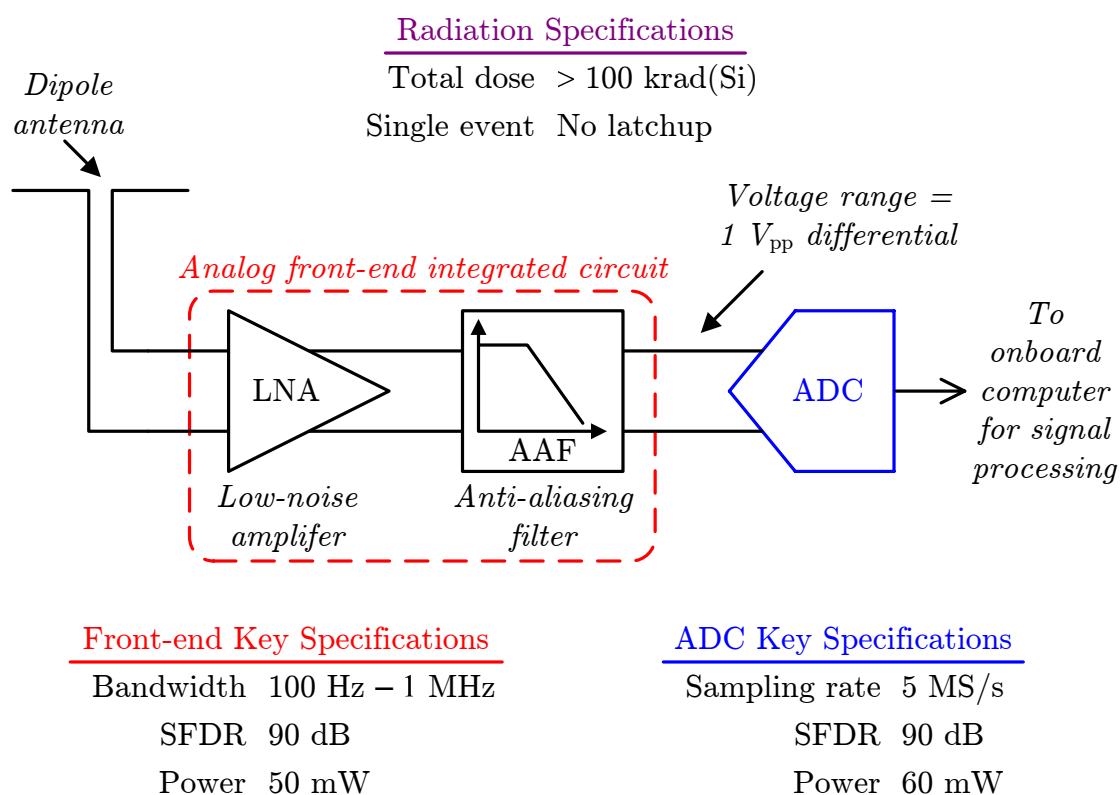 Radiation Specifications
Total dose > 100 krad(Si)
Single event No latchup
Dipole
antenna
Voltage range =
1 Vpp differential
Analog front-end integrated circuit
LNA
AAF
ADC
Low-noise
amplifer
Anti-aliasing
filter
To
onboard
computer
for signal
processing
Front-end Key Specifications
Bandwidth 100 Hz – 1 MHz
SFDR 90 dB
Power 50 mW
ADC Key Specifications
Sampling rate 5 MS/s
SFDR 90 dB
Power 60 mW